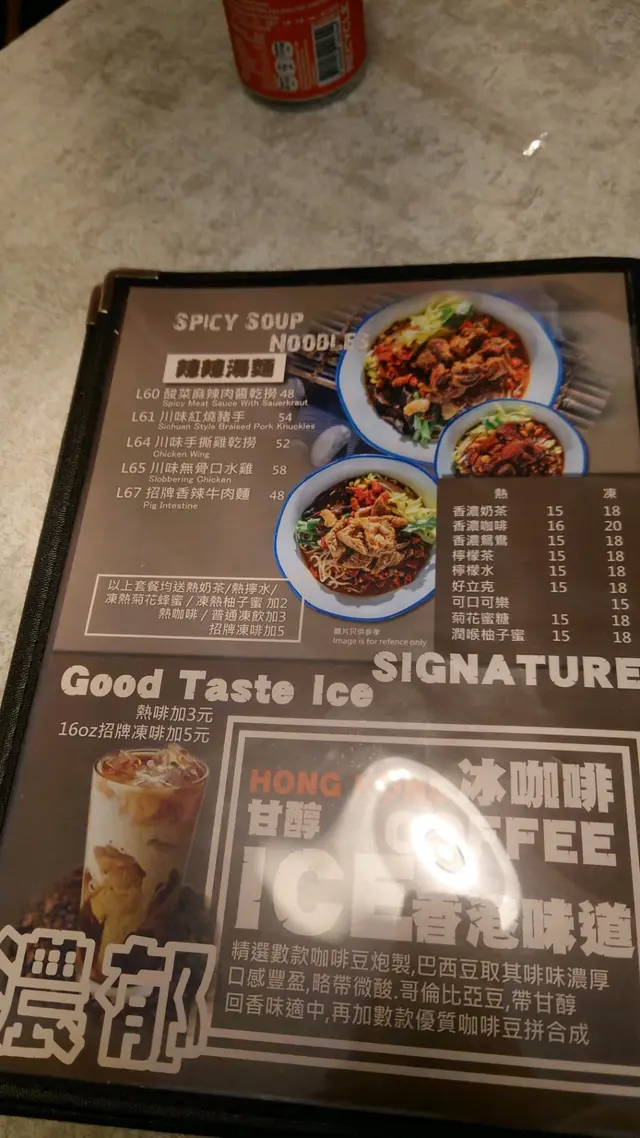 SPICY SOUP
NOODLES
辣辣湯麵
L60 酸菜麻辣肉醬乾撈 48
Spicy Meat Sauce With Sauerkraut
L61 川味紅燒豬手 54
Sichuan Style Braised Pork Knuckles
L64 川味手撕雞乾撈 52
Chicken Wing
L65 川味無骨口水雞 58
Slobbering Chicken
L67 招牌香辣牛肉麵 48
Pig Intestine
以上套餐均送熱奶茶/熱擰水/
凍熱菊花蜂蜜/凍熱柚子蜜 加2
熱咖啡/普通凍飲加3
招牌凍啡加5
圖片只供參考
Image is for refence only
熱 凍
香濃奶茶 15 18
香濃咖啡 16 20
香濃鴛鴦 15 18
檸檬茶 15 18
檸檬水 15 18
好立克 15 18
可口可樂 15
菊花蜜糖 15 18
潤喉柚子蜜 15 18
Good Taste Ice
SIGNATURE
熱啡加3元
16oz招牌凍啡加5元
HONG
冰咖啡
甘醇
COFFEE
ICE
香港味道
精選數款咖啡豆炮製,巴西豆取其啡味濃厚
口感豐盈,略帶微酸.哥倫比亞豆,帶甘醇
回香味適中,再加數款優質咖啡豆拼合成
濃郁